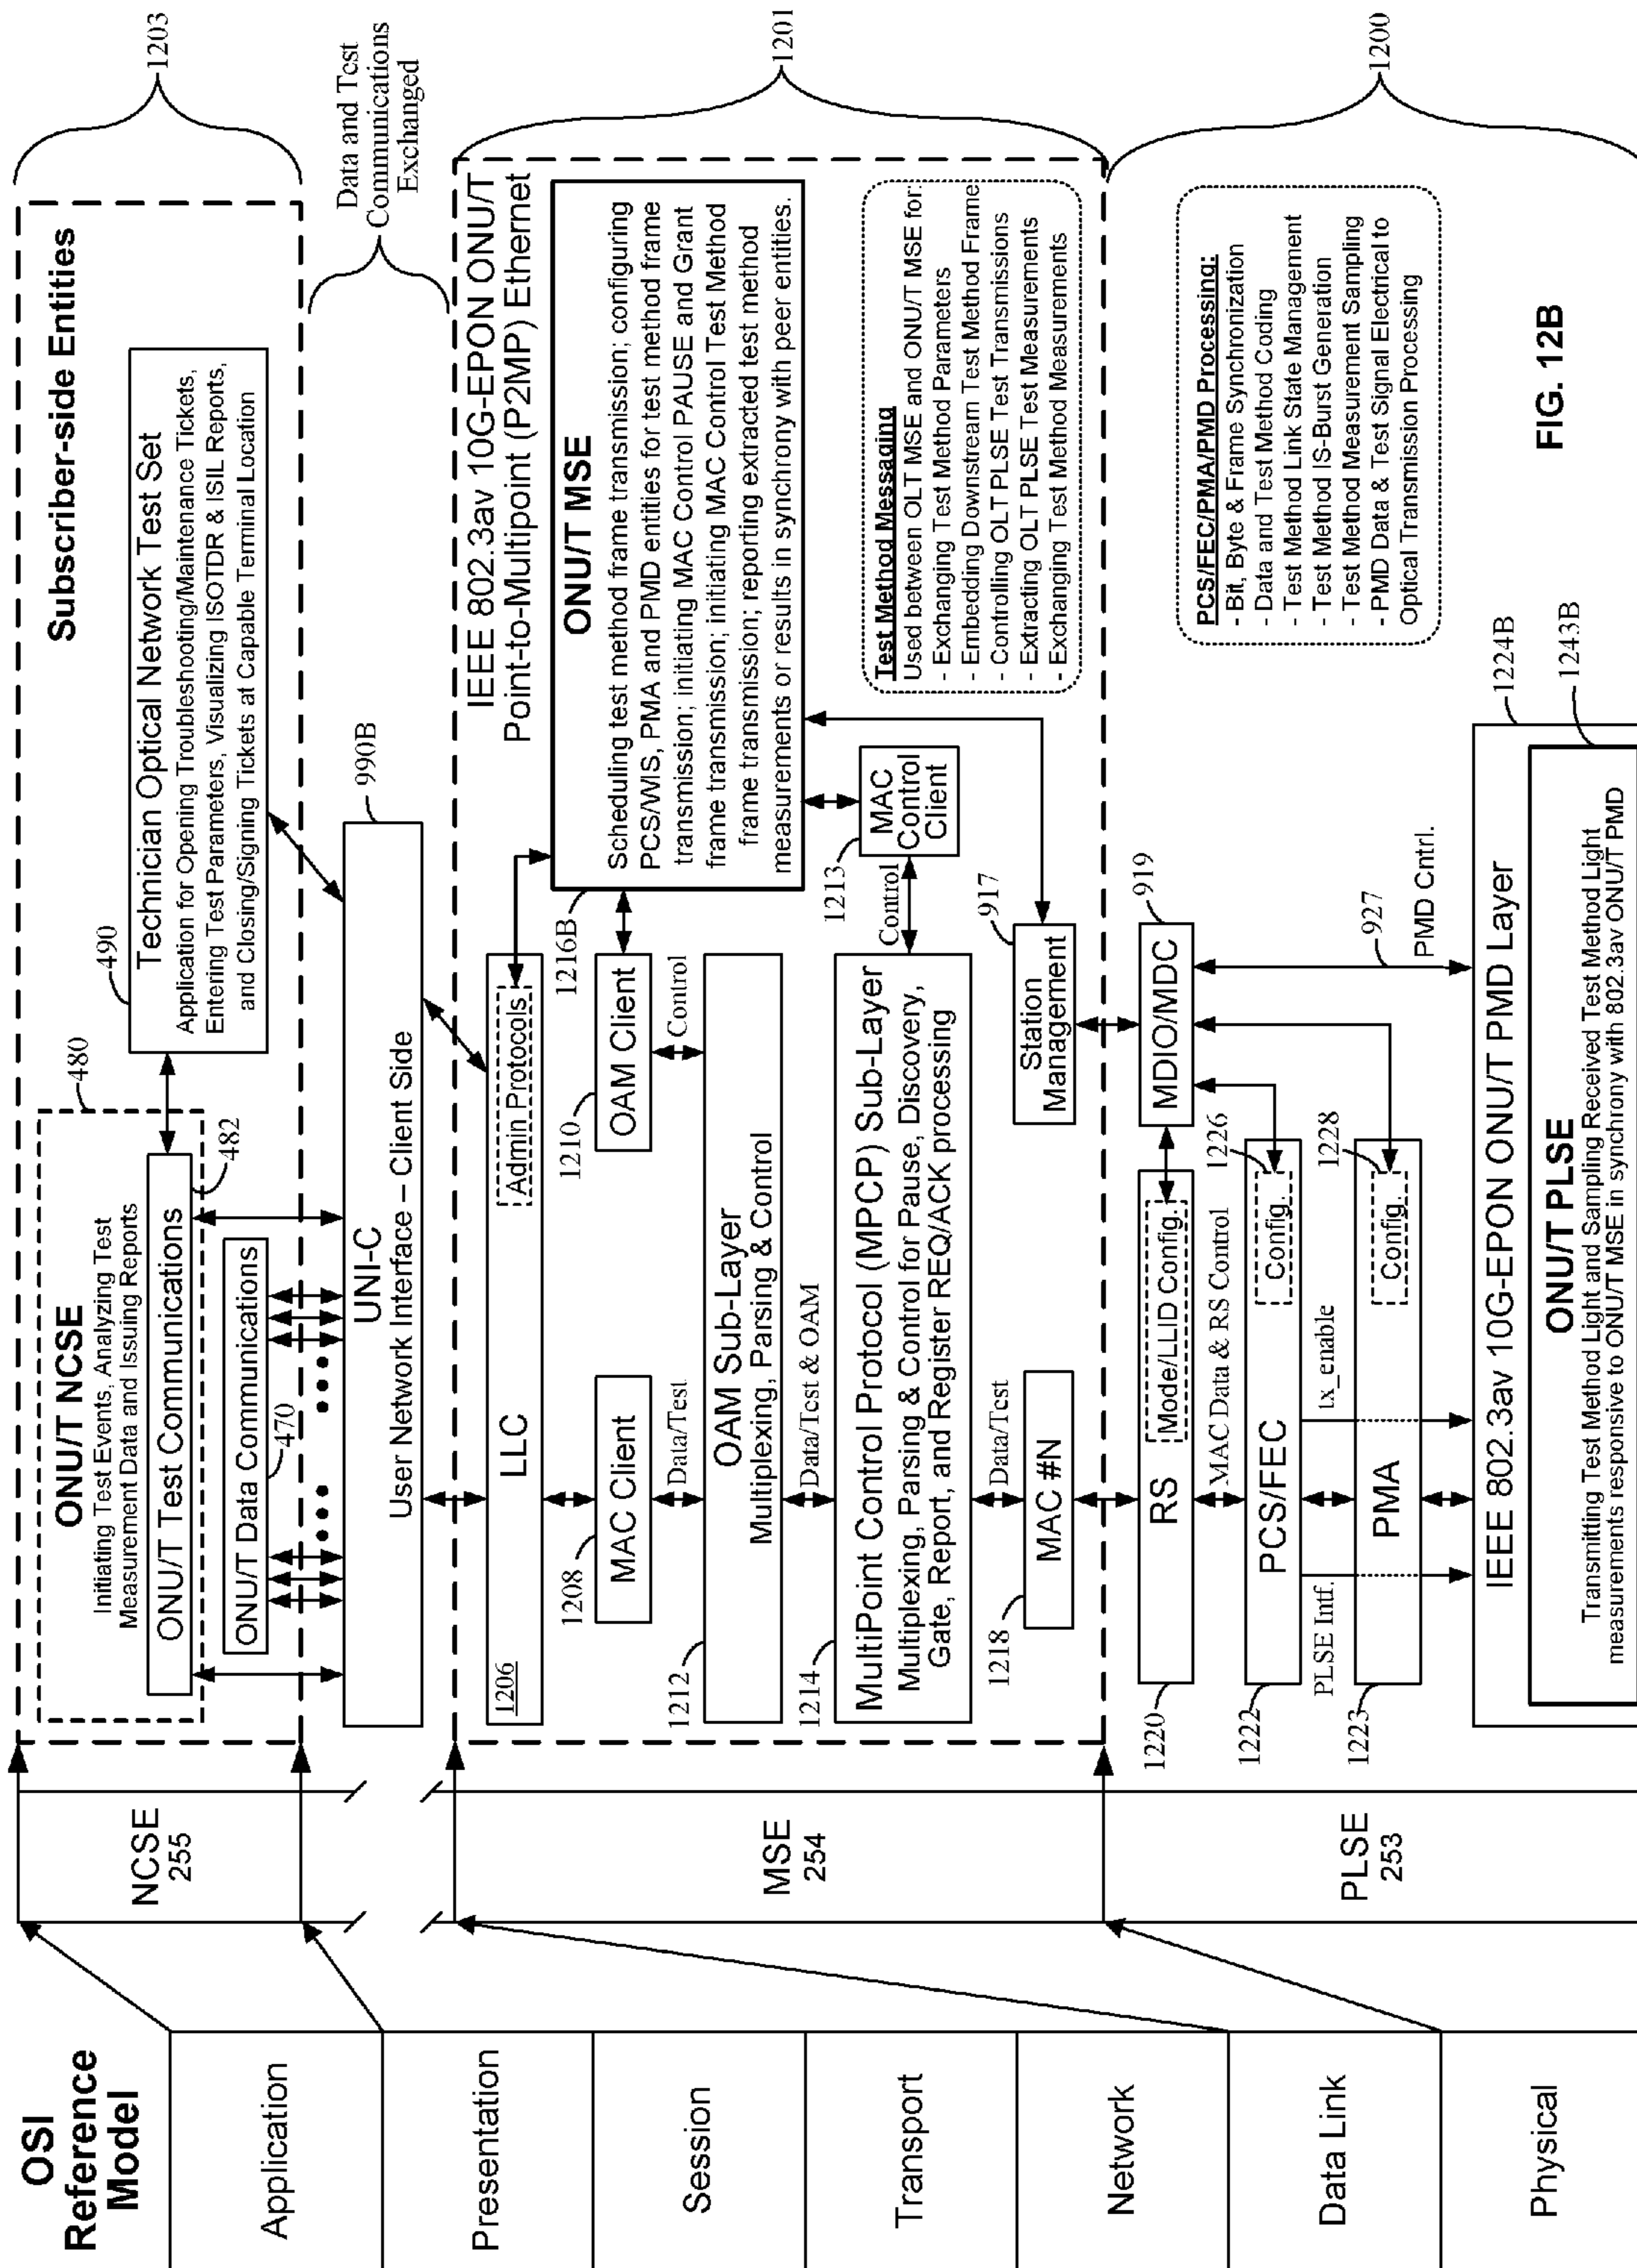 OSI
Reference
Model
Application
Presentation
Session
Transport
Network
Data Link
Physical
NCSE
255
MSE
254
PLSE
253
Subscriber-side Entities
1203
480
ONU/T NCSE
Initiating Test Events, Analyzing Test
Measurement Data and Issuing Reports
ONU/T Test Communications
482
ONU/T Data Communications
470
490
Technician Optical Network Test Set
Application for Opening Troubleshooting/Maintenance Tickets,
Entering Test Parameters, Visualizing ISOTDR & ISIL Reports,
and Closing/Signing Tickets at Capable Terminal Location
UNI-C
User Network Interface – Client Side
990B
Data and Test
Communications
Exchanged
IEEE 802.3av 10G-EPON ONU/T
Point-to-Multipoint (P2MP) Ethernet
1201
1206
LLC
Admin Protocols
1208
MAC Client
1210
OAM Client
1216B
ONU/T MSE
Scheduling test method frame transmission; configuring
PCS/WIS, PMA and PMD entities for test method frame
transmission; initiating MAC Control PAUSE and Grant
frame transmission; initiating MAC Control Test Method
frame transmission; reporting extracted test method
measurements or results in synchrony with peer entities.
Data/Test
Control
1212
OAM Sub-Layer
Multiplexing, Parsing & Control
Data/Test & OAM
1214
MultiPoint Control Protocol (MPCP) Sub-Layer
Multiplexing, Parsing & Control for Pause, Discovery,
Gate, Report, and Register REQ/ACK processing
Control
1213
MAC
Control
Client
Test Method Messaging
Used between OLT MSE and ONU/T MSE for:
- Exchanging Test Method Parameters
- Embedding Downstream Test Method Frame
- Controlling OLT PLSE Test Transmissions
- Extracting OLT PLSE Test Measurements
- Exchanging Test Method Measurements
Data/Test
1218
MAC #N
917
Station
Management
1200
1220
RS
Mode/LLID Config.
MDIO/MDC
919
MAC Data & RS Control
1226
1222
PCS/FEC
Config.
PLSE Intf.
tx_enable
1228
1223
PMA
Config.
927
PMD Cntrl.
PCS/FEC/PMA/PMD Processing:
- Bit, Byte & Frame Synchronization
- Data and Test Method Coding
- Test Method Link State Management
- Test Method IS-Burst Generation
- Test Method Measurement Sampling
- PMD Data & Test Signal Electrical to
Optical Transmission Processing
1224B
IEEE 802.3av 10G-EPON ONU/T PMD Layer
1243B
ONU/T PLSE
Transmitting Test Method Light and Sampling Received Test Method Light
measurements responsive to ONU/T MSE in synchrony with 802.3av ONU/T PMD
FIG. 12B